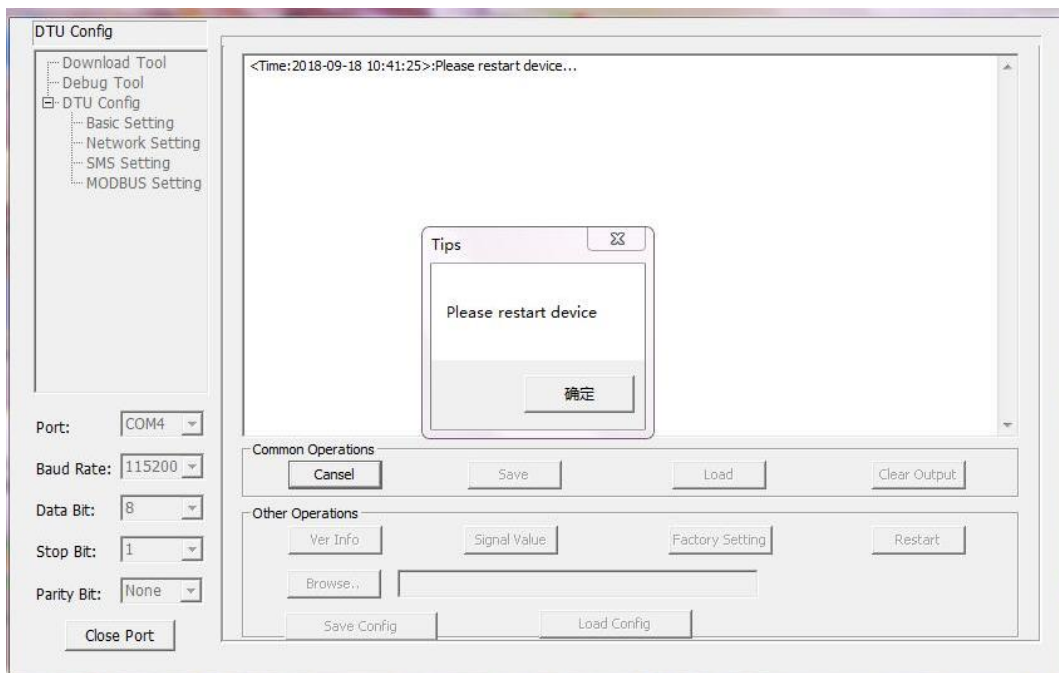 DTU Config
Download Tool
Debug Tool
DTU Config
Basic Setting
Network Setting
SMS Setting
MODBUS Setting
Port: COM4
Baud Rate: 115200
Data Bit: 8
Stop Bit: 1
Parity Bit: None
Close Port
<Time:2018-09-18 10:41:25>:Please restart device...
Tips
Please restart device
确定
Common Operations
Cansel Save Load Clear Output
Other Operations
Ver Info Signal Value Factory Setting Restart
Browse..
Save Config Load Config